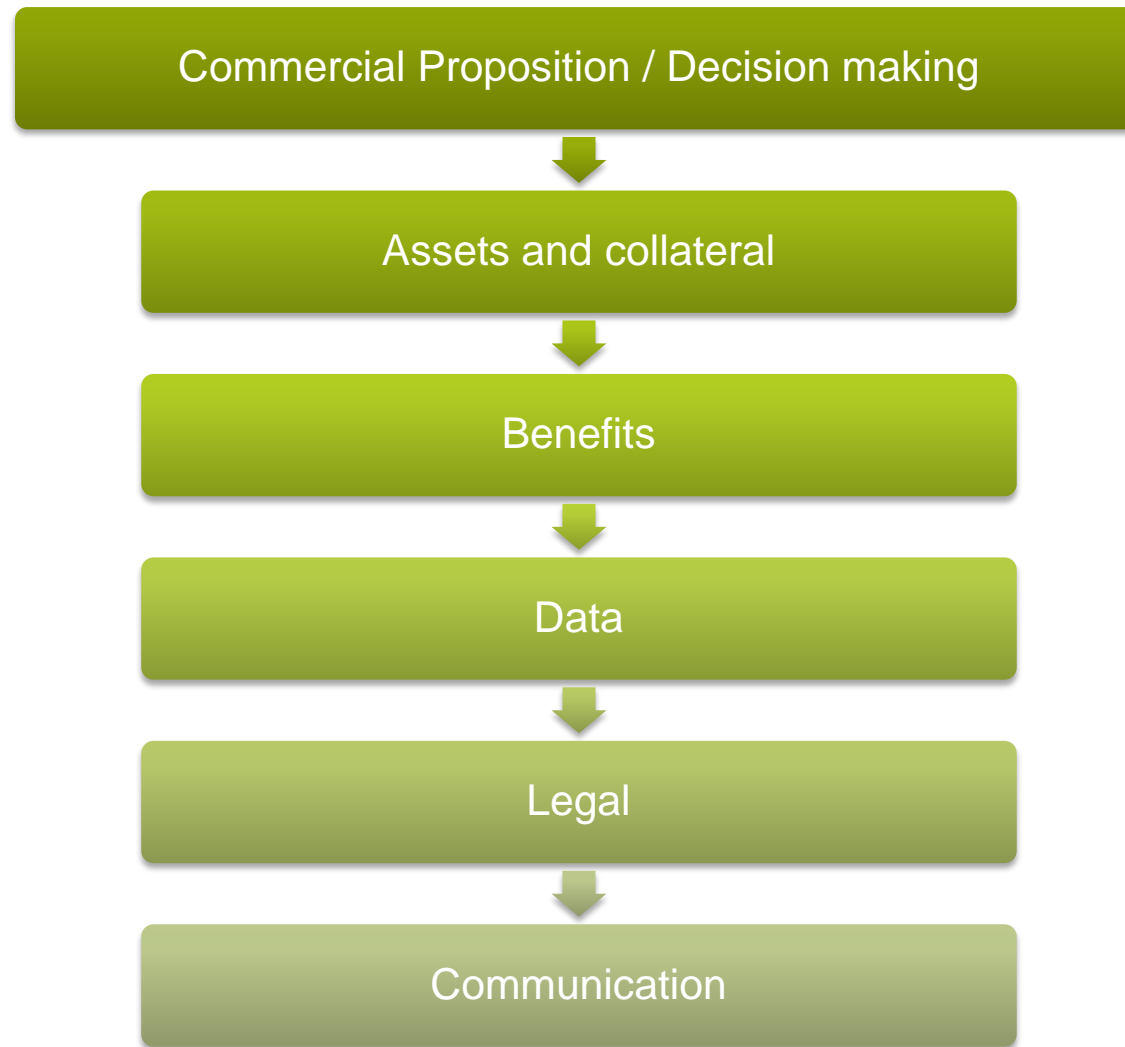 Commercial Proposition / Decision making
Assets and collateral
Benefits
Data
Legal
Communication